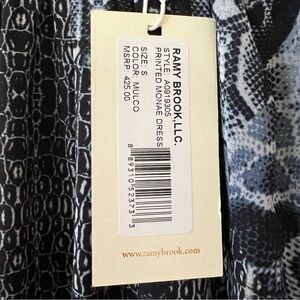 RAMY BROOK,LLC.
STYLE: A0919305
PRINTED MONAE DRESS
SIZE: S
COLOR: MULCO
MSRP: 425.00
8 89310 52373 3
www.ramybrook.com